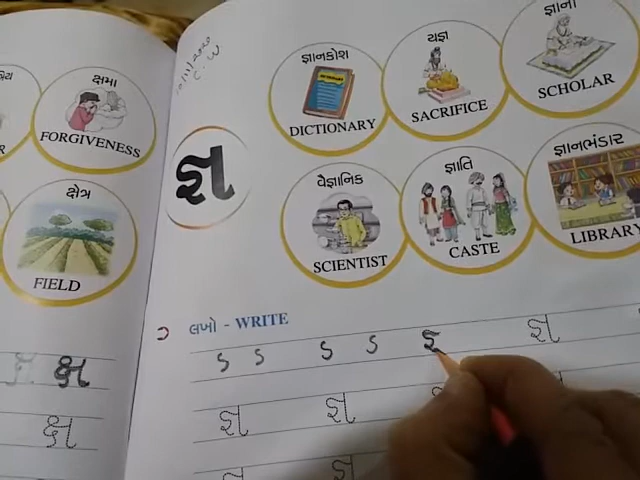 ક્ષમા
FORGIVENESS
ક્ષેત્ર
FIELD
ક્ષ
ક્ષ
C.W
જ્ઞાનકોશ
DICTIONARY
યજ્ઞ
SACRIFICE
જ્ઞાની
SCHOLAR
જ્ઞ
વૈજ્ઞાનિક
SCIENTIST
જ્ઞાતિ
CASTE
જ્ઞાનભંડાર
LIBRARY
લખો - WRITE
ડ ડ ડ ડ જ્ઞ
જ્ઞ જ્ઞ
જ્ઞ જ્ઞ